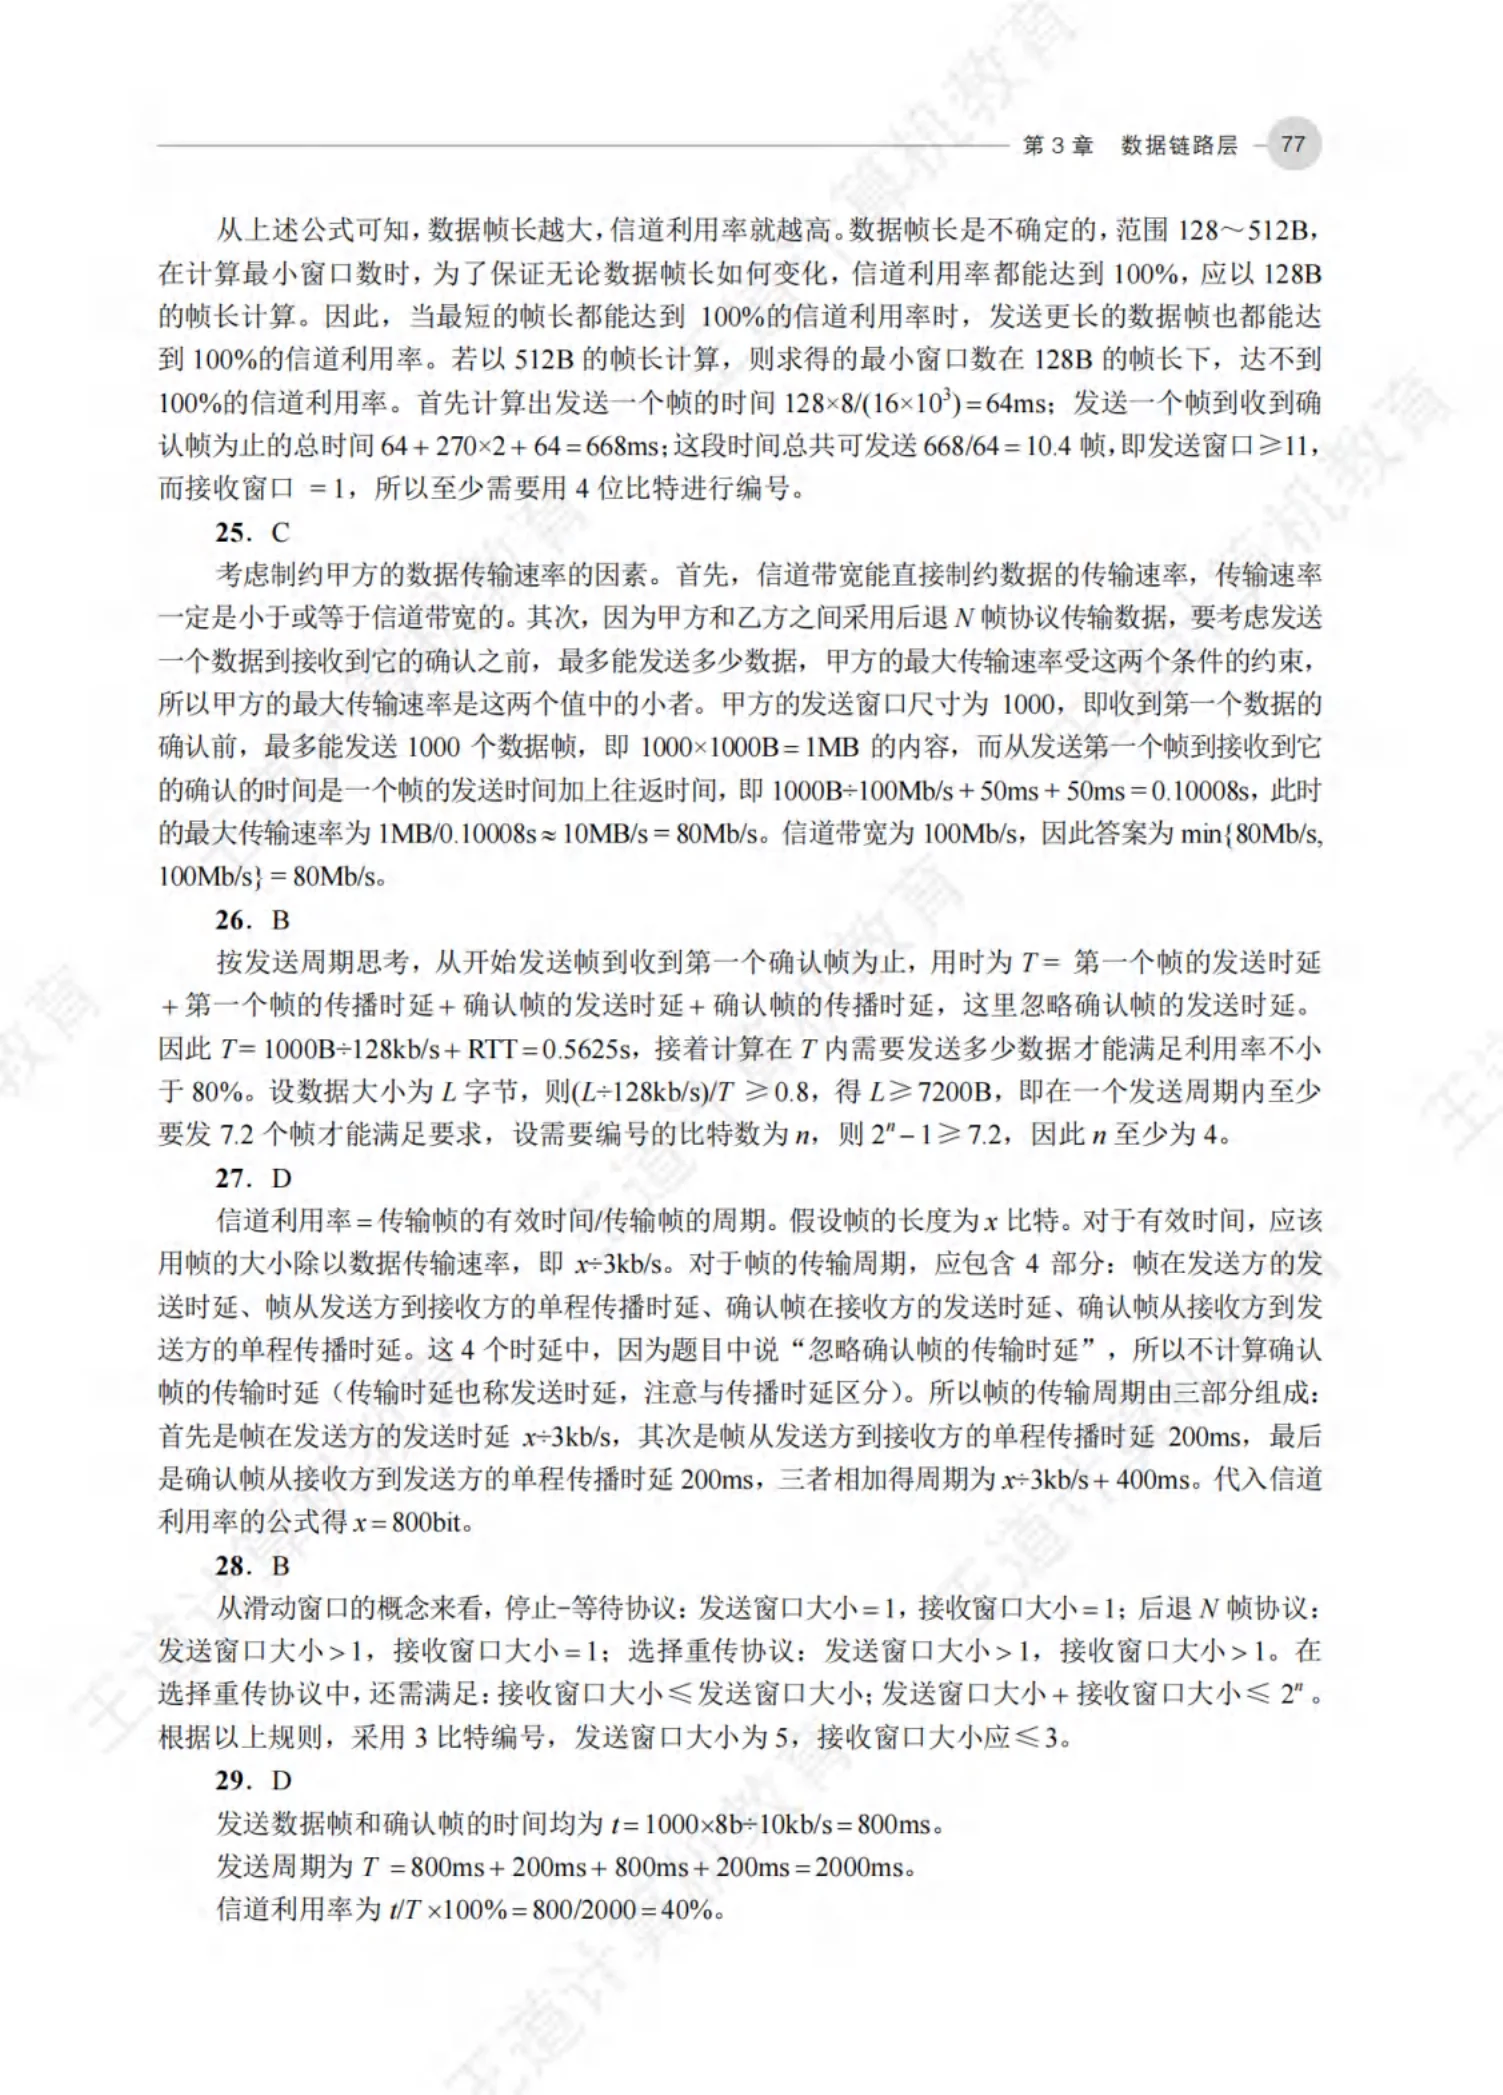 第 3 章 数据链路层 77
从上述公式可知，数据帧长越大，信道利用率就越高。数据帧长是不确定的，范围 128～512B，
在计算最小窗口数时，为了保证无论数据帧长如何变化，信道利用率都能达到 100%，应以 128B
的帧长计算。因此，当最短的帧长都能达到 100%的信道利用率时，发送更长的数据帧也都能达
到 100%的信道利用率。若以 512B 的帧长计算，则求得的最小窗口数在 128B 的帧长下，达不到
100%的信道利用率。首先计算出发送一个帧的时间 128×8/(16×10³) = 64ms；发送一个帧到收到确
认帧为止的总时间 64 + 270×2 + 64 = 668ms；这段时间总共可发送 668/64 = 10.4 帧，即发送窗口≥11，
而接收窗口 = 1，所以至少需要用 4 位比特进行编号。
25. C
考虑制约甲方的数据传输速率的因素。首先，信道带宽能直接制约数据的传输速率，传输速率
一定是小于或等于信道带宽的。其次，因为甲方和乙方之间采用后退 N 帧协议传输数据，要考虑发送
一个数据到接收到它的确认之前，最多能发送多少数据，甲方的最大传输速率受这两个条件的约束，
所以甲方的最大传输速率是这两个值中的小者。甲方的发送窗口尺寸为 1000，即收到第一个数据的
确认前，最多能发送 1000 个数据帧，即 1000×1000B = 1MB 的内容，而从发送第一个帧到接收到它
的确认的时间是一个帧的发送时间加上往返时间，即 1000B÷100Mb/s + 50ms + 50ms = 0.10008s，此时
的最大传输速率为 1MB/0.10008s ≈ 10MB/s = 80Mb/s。信道带宽为 100Mb/s，因此答案为 min{80Mb/s,
100Mb/s} = 80Mb/s。
26. B
按发送周期思考，从开始发送帧到收到第一个确认帧为止，用时为 T = 第一个帧的发送时延
+ 第一个帧的传播时延 + 确认帧的发送时延 + 确认帧的传播时延，这里忽略确认帧的发送时延。
因此 T = 1000B÷128kb/s + RTT = 0.5625s，接着计算在 T 内需要发送多少数据才能满足利用率不小
于 80%。设数据大小为 L 字节，则(L÷128kb/s)/T ≥0.8，得 L≥7200B，即在一个发送周期内至少
要发 7.2 个帧才能满足要求，设需要编号的比特数为 n，则 2ⁿ – 1≥7.2，因此 n 至少为 4。
27. D
信道利用率 = 传输帧的有效时间/传输帧的周期。假设帧的长度为 x 比特。对于有效时间，应该
用帧的大小除以数据传输速率，即 x÷3kb/s。对于帧的传输周期，应包含 4 部分：帧在发送方的发
送时延、帧从发送方到接收方的单程传播时延、确认帧在接收方的发送时延、确认帧从接收方到发
送方的单程传播时延。这 4 个时延中，因为题目中说“忽略确认帧的传输时延”，所以不计算确认
帧的传输时延（传输时延也称发送时延，注意与传播时延区分）。所以帧的传输周期由三部分组成：
首先是帧在发送方的发送时延 x÷3kb/s，其次是帧从发送方到接收方的单程传播时延 200ms，最后
是确认帧从接收方到发送方的单程传播时延 200ms，三者相加得周期为 x÷3kb/s + 400ms。代入信道
利用率的公式得 x = 800bit。
28. B
从滑动窗口的概念来看，停止-等待协议：发送窗口大小 = 1，接收窗口大小 = 1；后退 N 帧协议：
发送窗口大小 > 1，接收窗口大小 = 1；选择重传协议：发送窗口大小 > 1，接收窗口大小 > 1。在
选择重传协议中，还需满足：接收窗口大小≤发送窗口大小；发送窗口大小 + 接收窗口大小≤ 2ⁿ 。
根据以上规则，采用 3 比特编号，发送窗口大小为 5，接收窗口大小应≤3。
29. D
发送数据帧和确认帧的时间均为 t = 1000×8b÷10kb/s = 800ms。
发送周期为 T = 800ms + 200ms + 800ms + 200ms = 2000ms。
信道利用率为 t/T ×100% = 800/2000 = 40%。
王道计算机教育